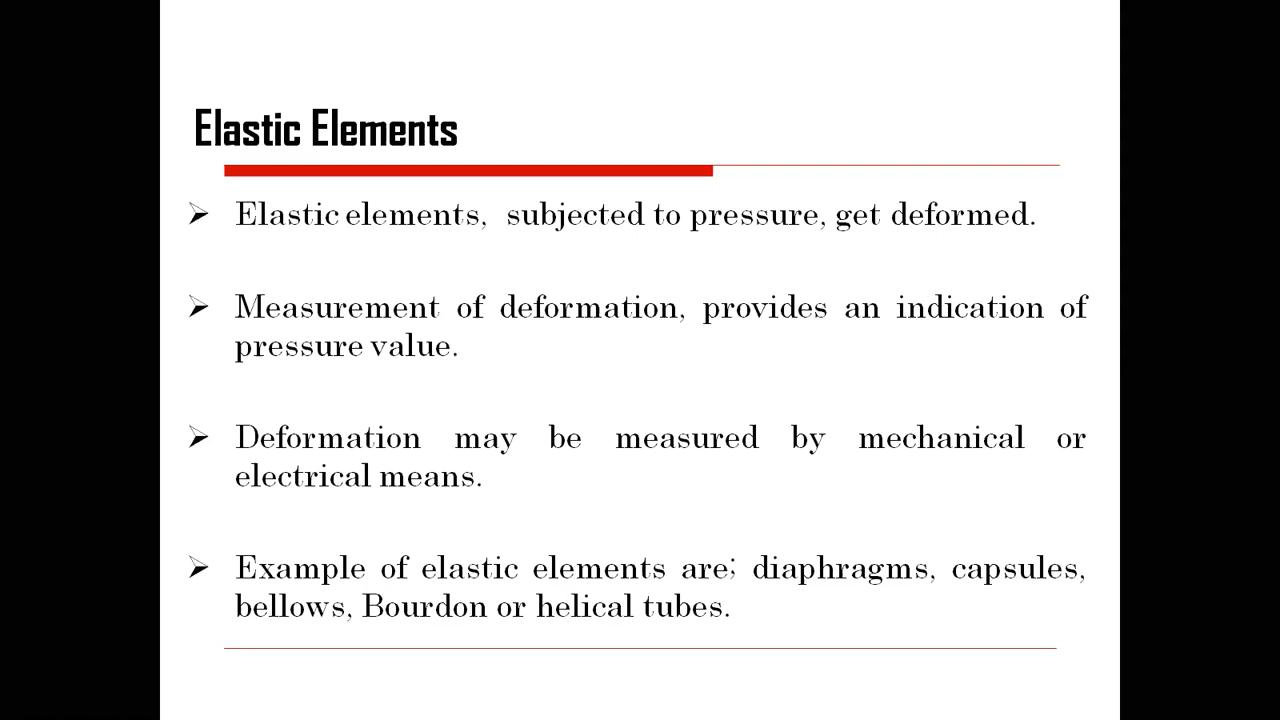 Elastic Elements
Elastic elements, subjected to pressure, get deformed.
Measurement of deformation, provides an indication of
pressure value.
Deformation may be measured by mechanical or
electrical means.
Example of elastic elements are; diaphragms, capsules,
bellows, Bourdon or helical tubes.